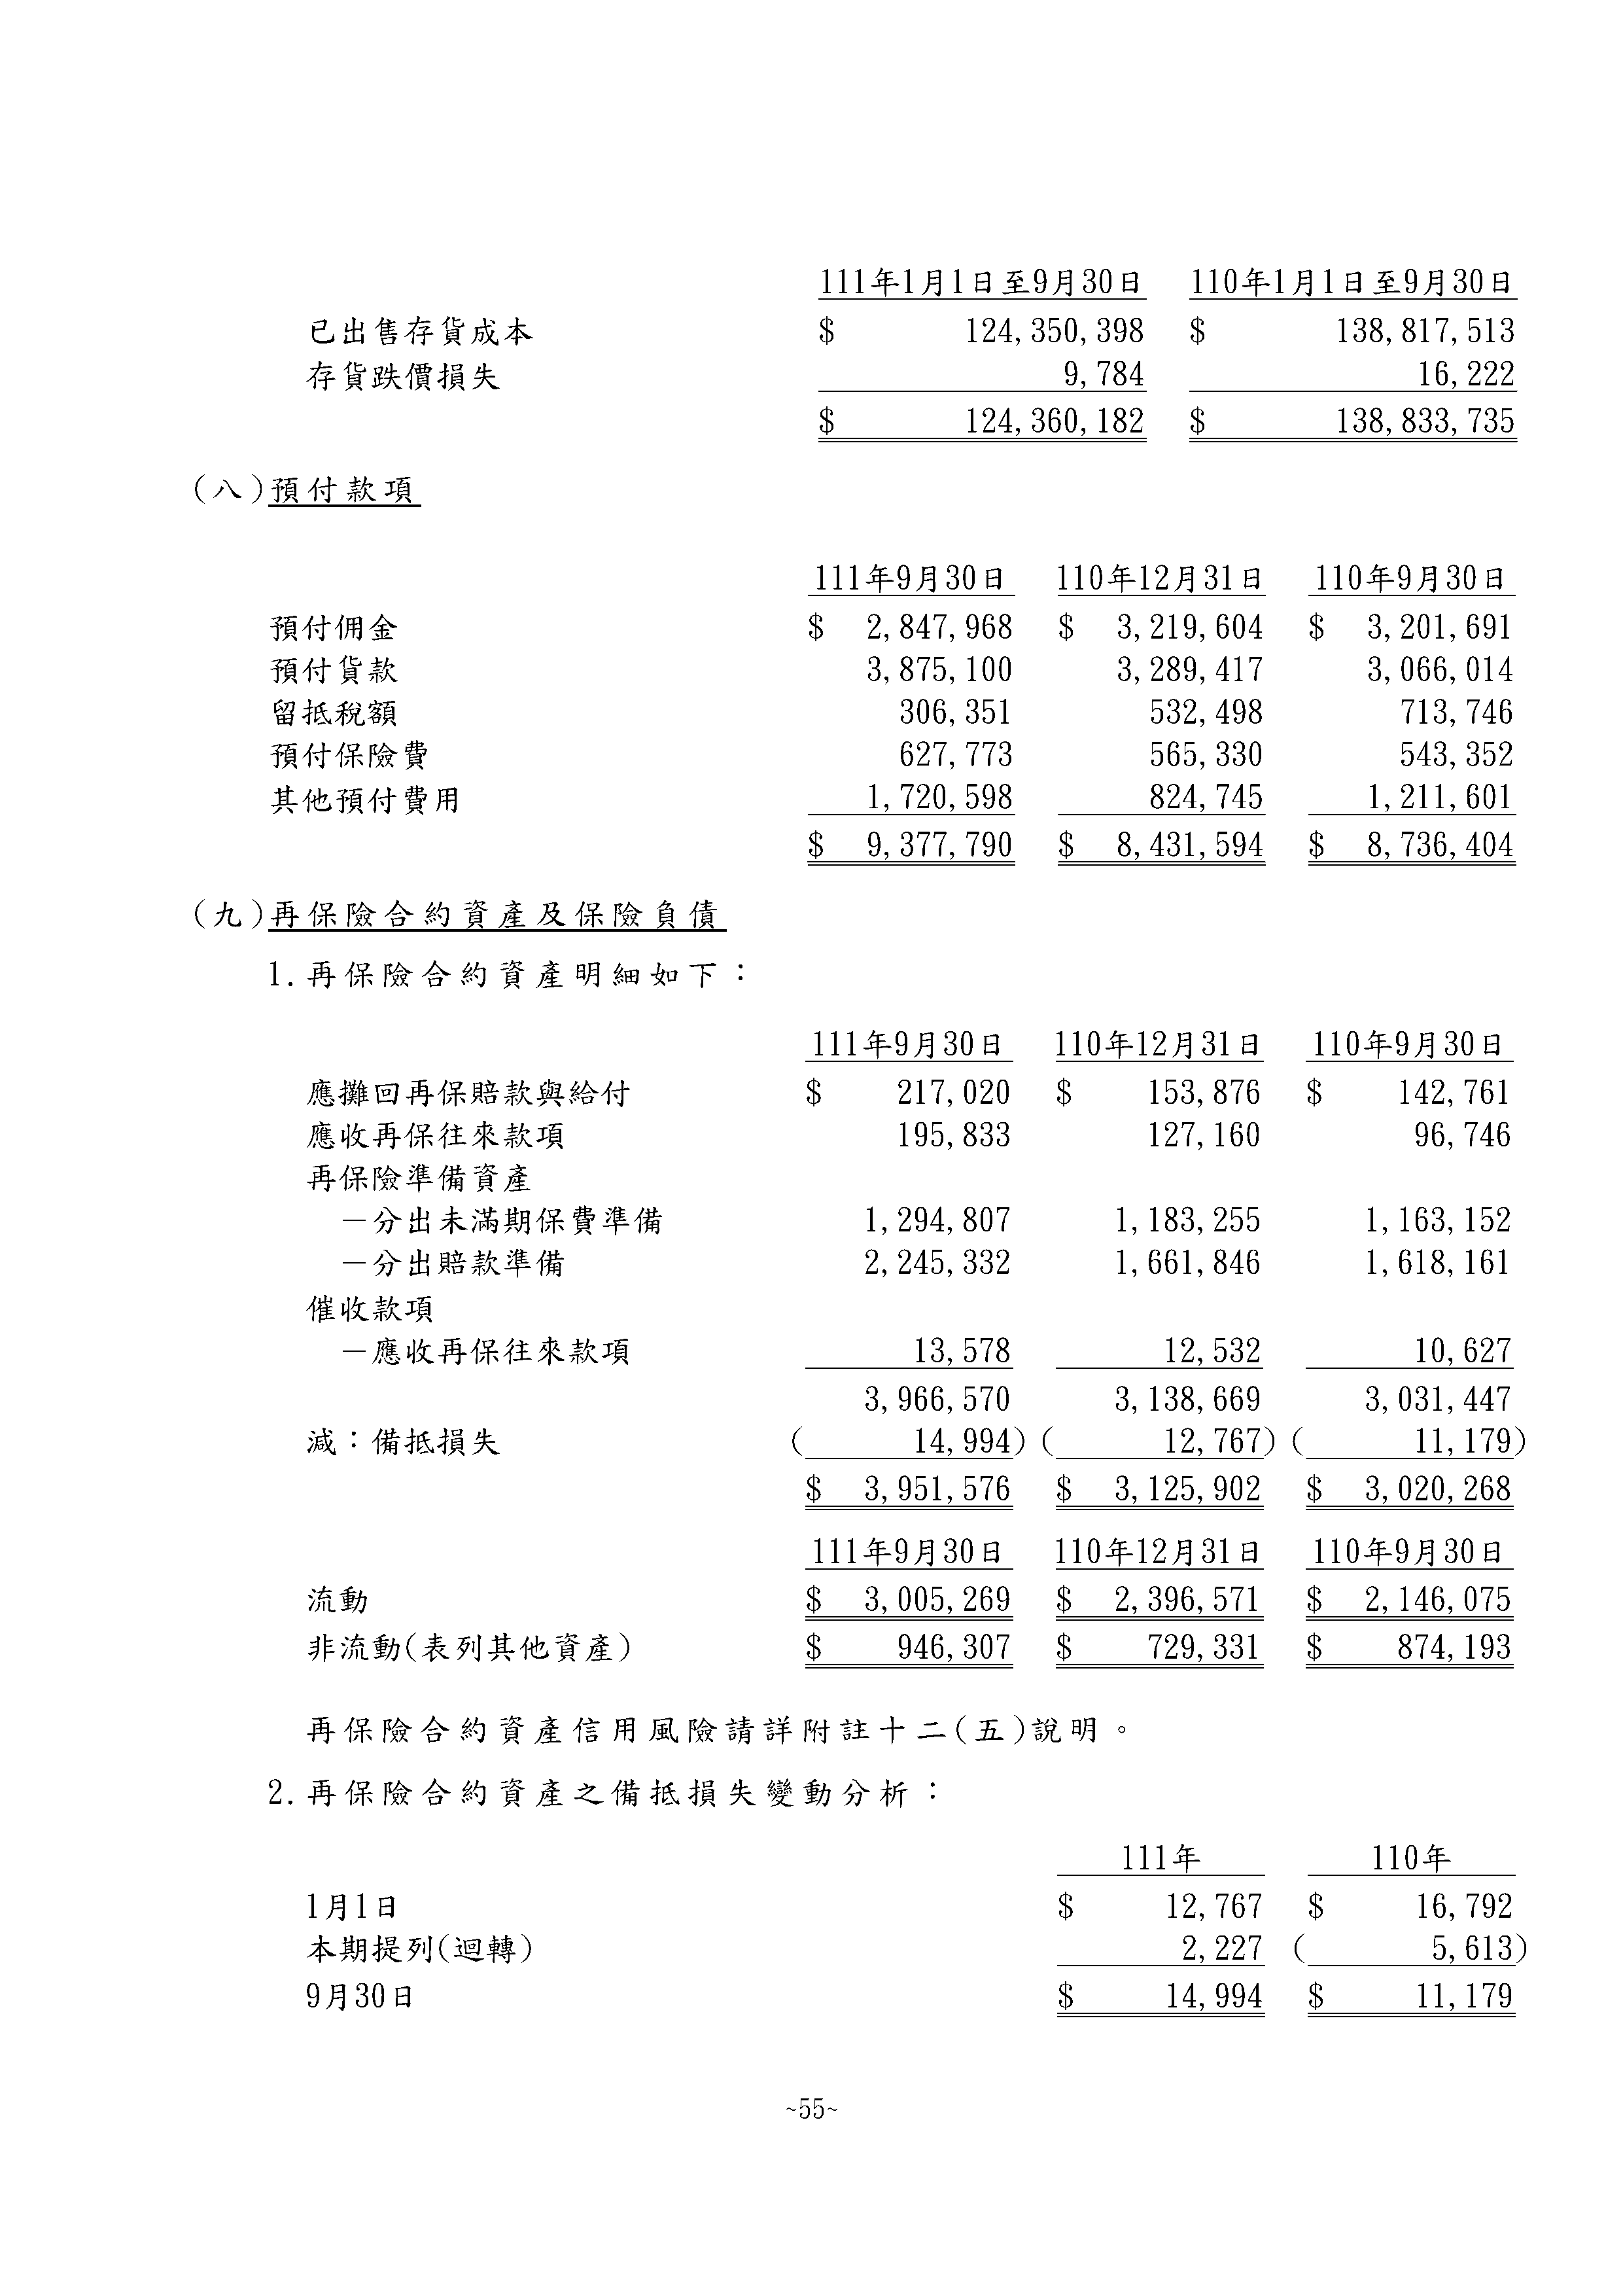 111年1月1日至9月30日 110年1月1日至9月30日
已出售存貨成本 $ 124,350,398 $ 138,817,513
存貨跌價損失 9,784 16,222
$ 124,360,182 $ 138,833,735
(八)預付款項
111年9月30日 110年12月31日 110年9月30日
預付佣金 $ 2,847,968 $ 3,219,604 $ 3,201,691
預付貨款 3,875,100 3,289,417 3,066,014
留抵稅額 306,351 532,498 713,746
預付保險費 627,773 565,330 543,352
其他預付費用 1,720,598 824,745 1,211,601
$ 9,377,790 $ 8,431,594 $ 8,736,404
(九)再保險合約資產及保險負債
1.再保險合約資產明細如下：
111年9月30日 110年12月31日 110年9月30日
應攤回再保賠款與給付 $ 217,020 $ 153,876 $ 142,761
應收再保往來款項 195,833 127,160 96,746
再保險準備資產
－分出未滿期保費準備 1,294,807 1,183,255 1,163,152
－分出賠款準備 2,245,332 1,661,846 1,618,161
催收款項
－應收再保往來款項 13,578 12,532 10,627
3,966,570 3,138,669 3,031,447
減：備抵損失 ( 14,994) ( 12,767) ( 11,179)
$ 3,951,576 $ 3,125,902 $ 3,020,268
111年9月30日 110年12月31日 110年9月30日
流動 $ 3,005,269 $ 2,396,571 $ 2,146,075
非流動(表列其他資產) $ 946,307 $ 729,331 $ 874,193
再保險合約資產信用風險請詳附註十二(五)說明。
2.再保險合約資產之備抵損失變動分析：
111年 110年
1月1日 $ 12,767 $ 16,792
本期提列(迴轉) 2,227 ( 5,613)
9月30日 $ 14,994 $ 11,179
~55~